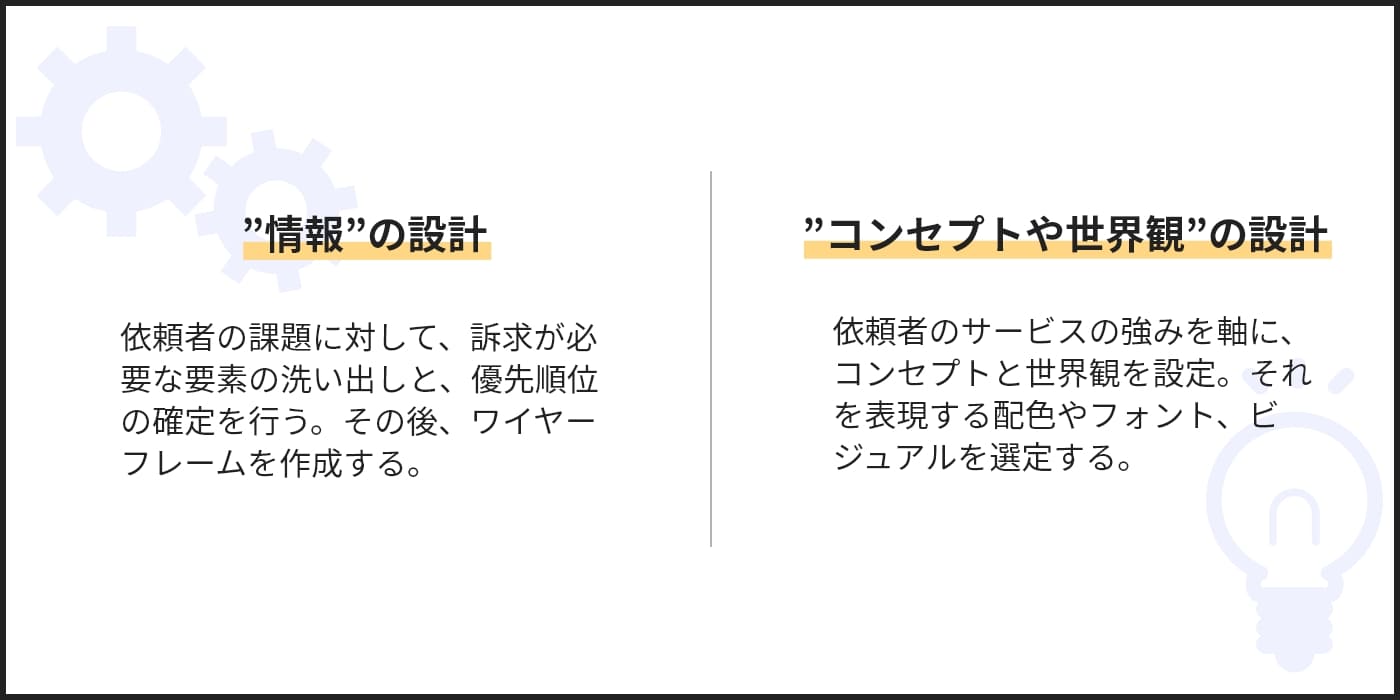 ”情報”の設計
依頼者の課題に対して、訴求が必
要な要素の洗い出しと、優先順位
の確定を行う。その後、ワイヤー
フレームを作成する。
”コンセプトや世界観”の設計
依頼者のサービスの強みを軸に、
コンセプトと世界観を設定。それ
を表現する配色やフォント、ビ
ジュアルを選定する。